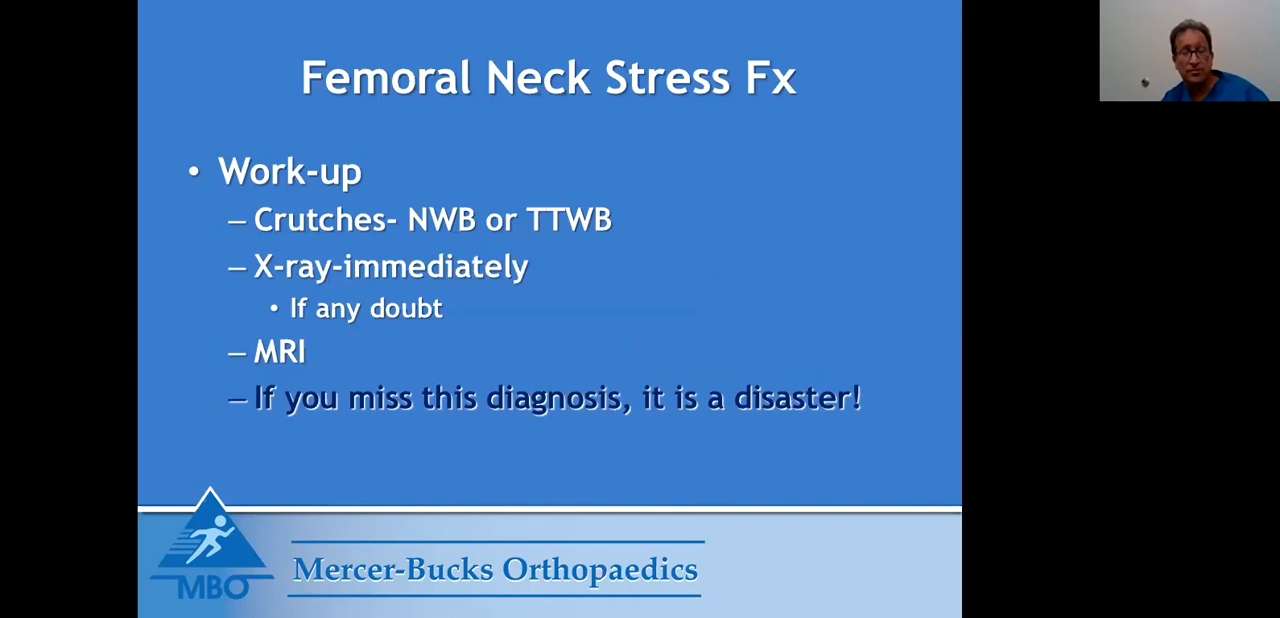 Femoral Neck Stress Fx
• Work-up
– Crutches- NWB or TTWB
– X-ray-immediately
• If any doubt
– MRI
– If you miss this diagnosis, it is a disaster!
MBO
Mercer-Bucks Orthopaedics